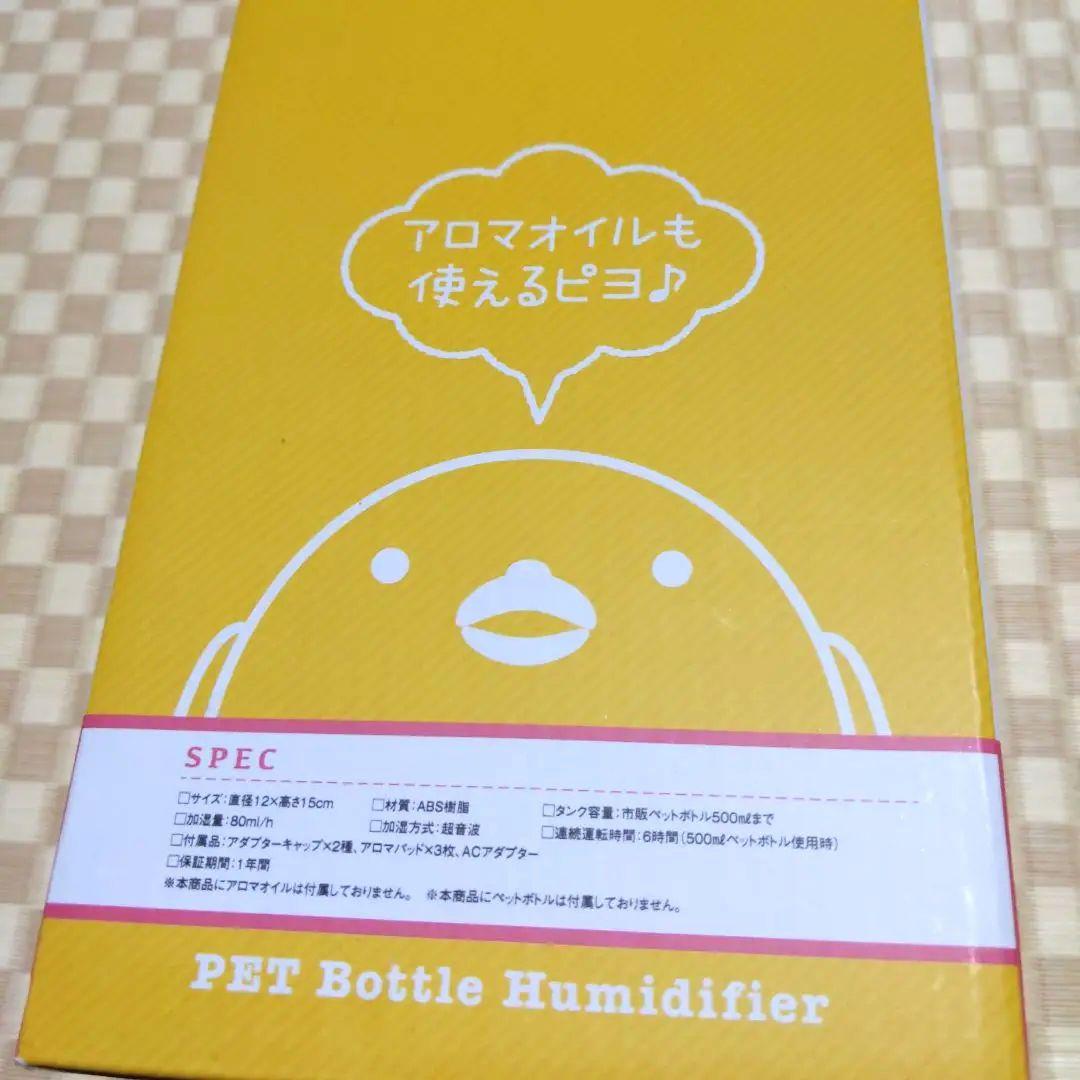 アロマオイルも
使えるピヨ♪
SPEC
□サイズ：直径12×高さ15cm □材質：ABS樹脂 □タンク容量：市販ペットボトル500㎖まで
□加湿量：80ml/h □加湿方式：超音波 □連続運転時間：6時間（500㎖ペットボトル使用時）
□付属品：アダプターキャップ×2種、アロマパッド×3枚、ACアダプター
□保証期間：1年間
※本商品にアロマオイルは付属しておりません。 ※本商品にペットボトルは付属しておりません。
PET Bottle Humidifier